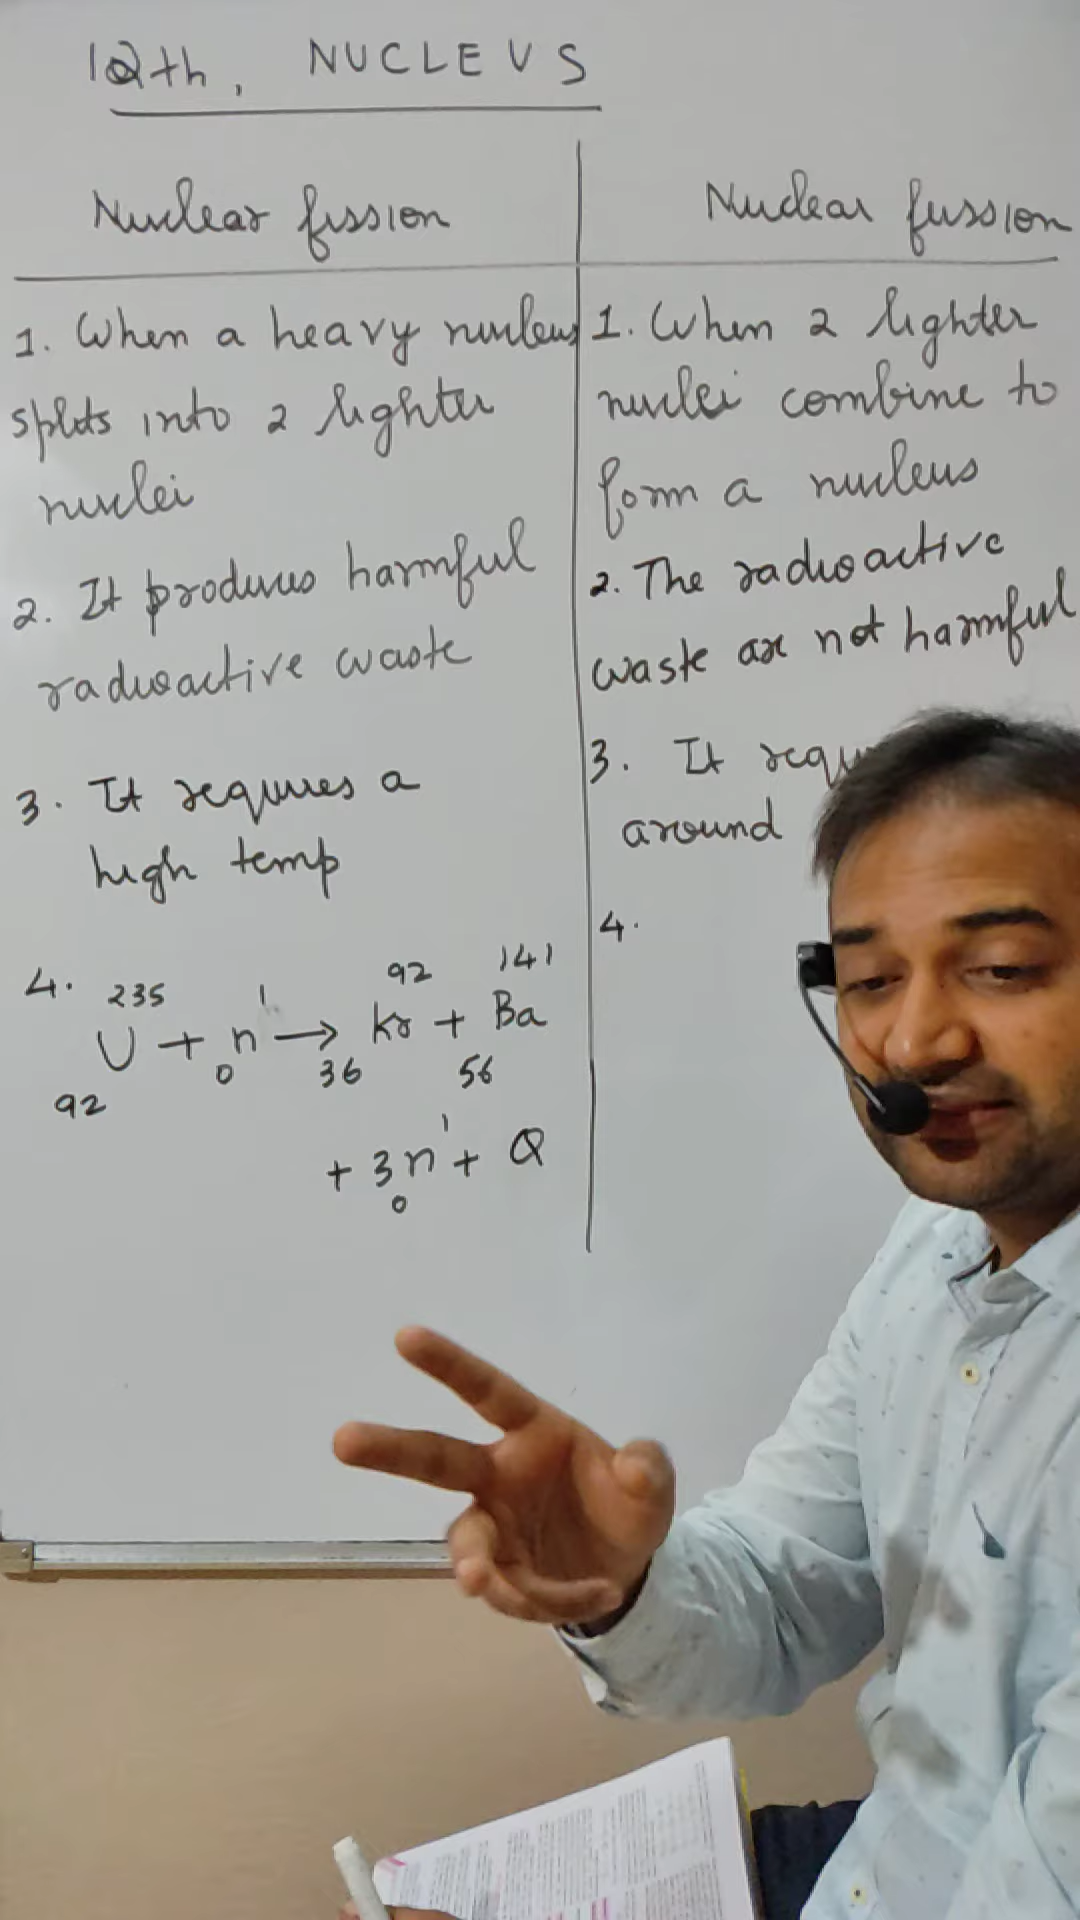 12th, NUCLEUS
Nuclear fission
1. When a heavy nucleus
splits into 2 lighter
nuclei
2. It produces harmful
radioactive waste
3. It requires a
high temp
4. 235 1 92 141
U + n → Kr + Ba
92 0 36 56
+ 3 n 1 + Q
0
Nuclear fussion
1. When 2 lighter
nuclei combine to
form a nucleus
2. The radioactive
waste are not harmful
3. It
around
4.